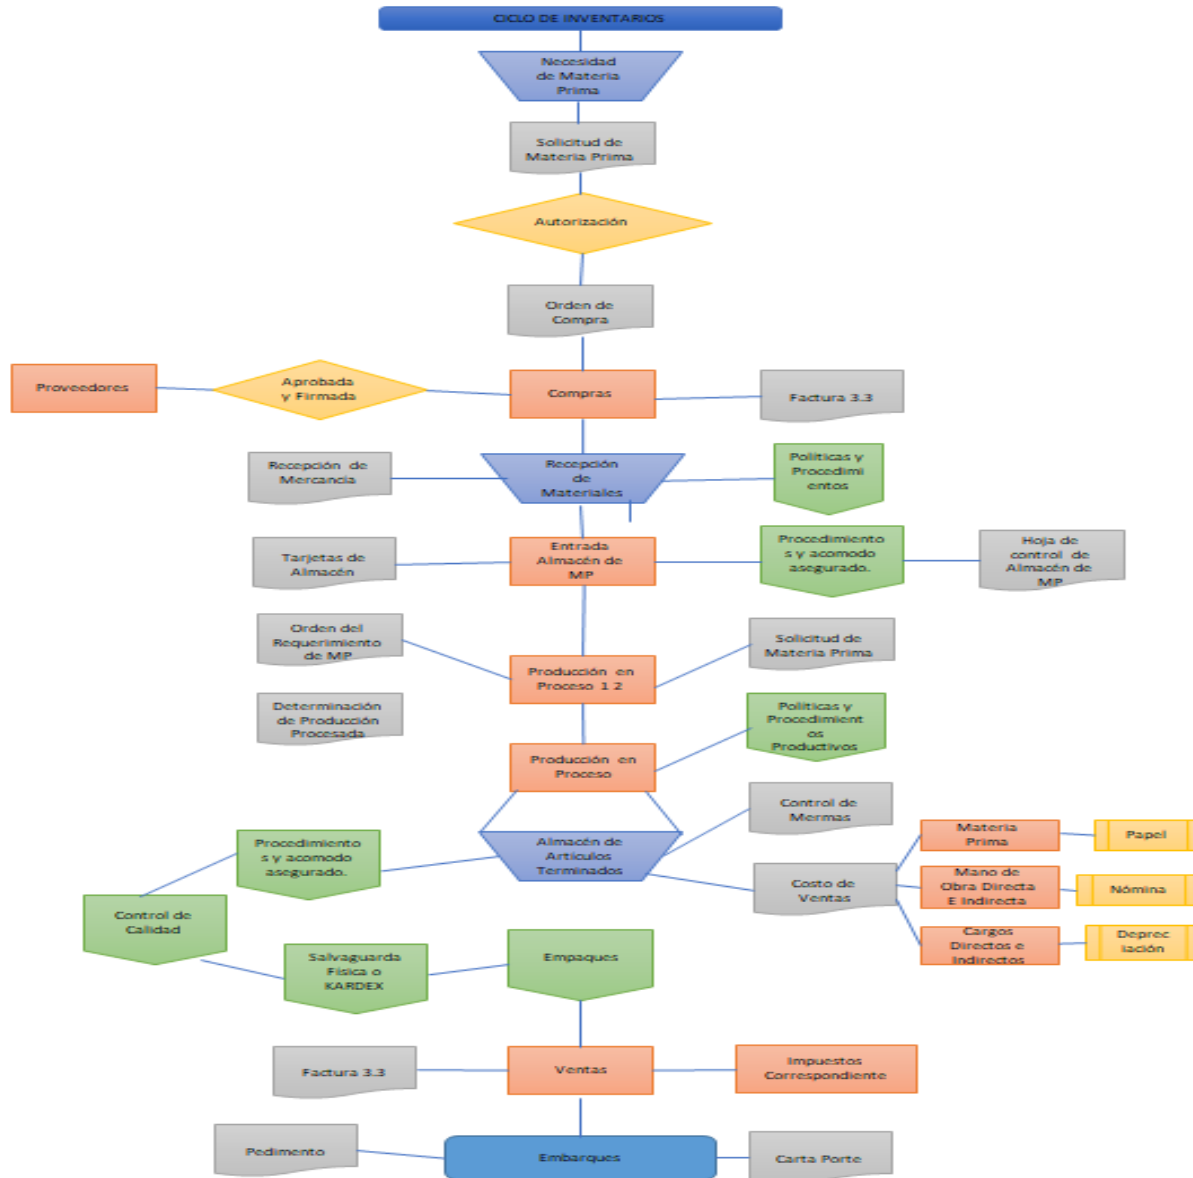 CICLO DE INVENTARIOS
Necesidad
de Materia
Prima
Solicitud de
Materia Prima
Autorización
Orden de
Compra
Proveedores
Aprobada
y Firmada
Compras
Factura 3.3
Recepción de
Mercancia
Recepción
de
Materiales
Políticas y
Procedimi
entos
Tarjetas de
Almacén
Entrada
Almacén de
MP
Procedimiento
s y acomodo
asegurado.
Hoja de
control de
Almacén de
MP
Orden del
Requerimiento
de MP
Producción en
Proceso 1 2
Solicitud de
Materia Prima
Determinación
de Producción
Procesada
Producción en
Proceso
Políticas y
Procedimient
os
Productivos
Control de
Mermas
Procedimiento
s y acomodo
asegurado.
Almacén de
Artículos
Terminados
Costo de
Ventas
Materia
Prima
Papel
Mano de
Obra Directa
E Indirecta
Nómina
Cargos
Directos e
Indirectos
Deprec
iación
Control de
Calidad
Salvaguarda
Física o
KARDEX
Empaques
Factura 3.3
Ventas
Impuestos
Correspondiente
Pedimento
Embarques
Carta Porte